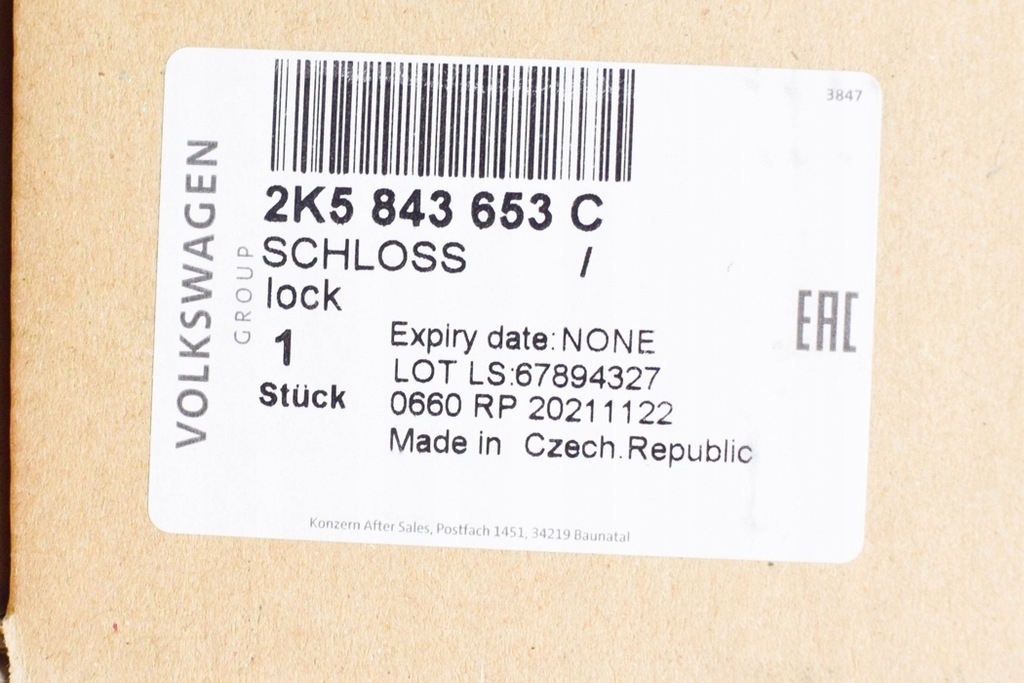 3847
VOLKSWAGEN
GROUP
2K5 843 653 C
SCHLOSS /
lock
1
Stück
Expiry date:NONE
LOT LS:67894327
0660 RP 20211122
Made in Czech.Republic
EAC
Konzern After Sales, Postfach 1451, 34219 Baunatal